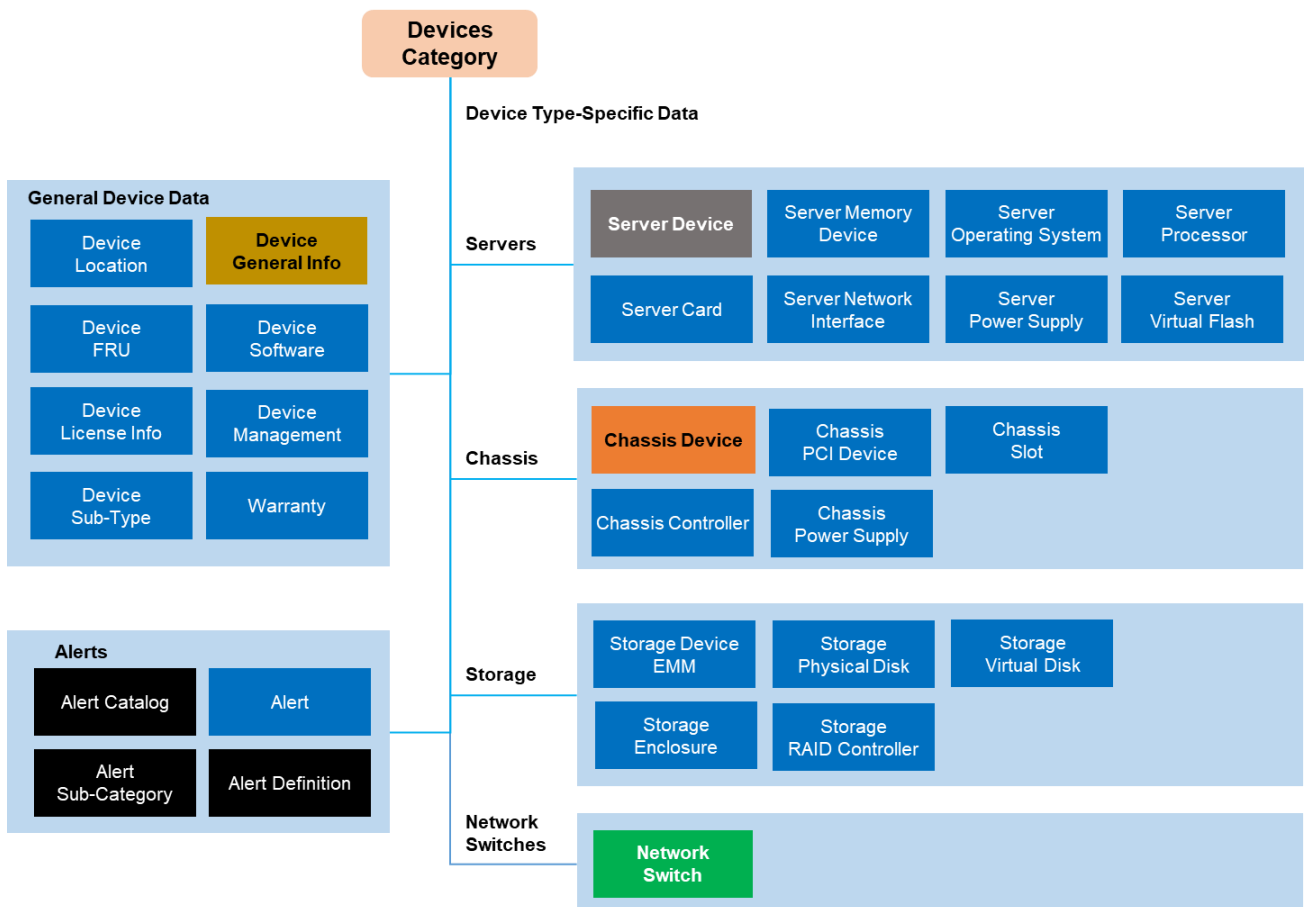 Devices
Category
Device Type-Specific Data
General Device Data
Device
Location
Device
General Info
Device
FRU
Device
Software
Device
License Info
Device
Management
Device
Sub-Type
Warranty
Alerts
Alert Catalog
Alert
Alert
Sub-Category
Alert Definition
Servers
Server Device
Server Memory
Device
Server
Operating System
Server
Processor
Server Card
Server Network
Interface
Server
Power Supply
Server
Virtual Flash
Chassis
Chassis Device
Chassis
PCI Device
Chassis
Slot
Chassis Controller
Chassis
Power Supply
Storage
Storage Device
EMM
Storage
Physical Disk
Storage
Virtual Disk
Storage
Enclosure
Storage
RAID Controller
Network
Switches
Network
Switch